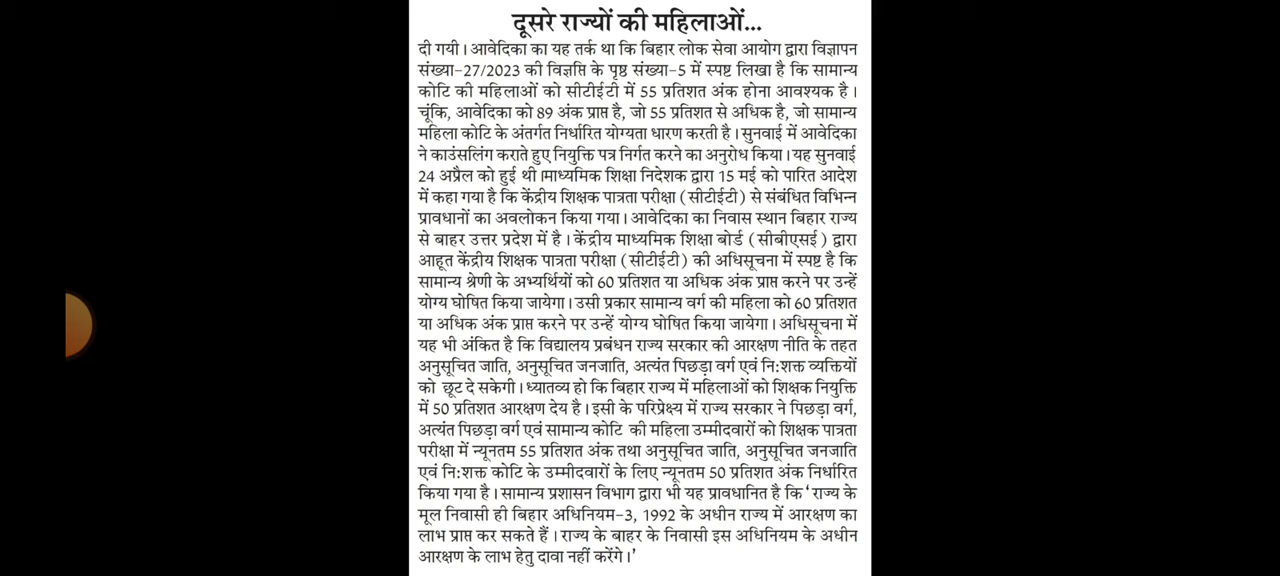 दूसरे राज्यों की महिलाओं...
दी गयी। आवेदिका का यह तर्क था कि बिहार लोक सेवा आयोग द्वारा विज्ञापन
संख्या-27/2023 की विज्ञप्ति के पृष्ठ संख्या-5 में स्पष्ट लिखा है कि सामान्य
कोटि की महिलाओं को सीटीईटी में 55 प्रतिशत अंक होना आवश्यक है।
चूंकि, आवेदिका को 89 अंक प्राप्त है, जो 55 प्रतिशत से अधिक है, जो सामान्य
महिला कोटि के अंतर्गत निर्धारित योग्यता धारण करती है। सुनवाई में आवेदिका
ने काउंसलिंग कराते हुए नियुक्ति पत्र निर्गत करने का अनुरोध किया। यह सुनवाई
24 अप्रैल को हुई थी।माध्यमिक शिक्षा निदेशक द्वारा 15 मई को पारित आदेश
में कहा गया है कि केंद्रीय शिक्षक पात्रता परीक्षा (सीटीईटी) से संबंधित विभिन्न
प्रावधानों का अवलोकन किया गया। आवेदिका का निवास स्थान बिहार राज्य
से बाहर उत्तर प्रदेश में है। केंद्रीय माध्यमिक शिक्षा बोर्ड (सीबीएसई) द्वारा
आहूत केंद्रीय शिक्षक पात्रता परीक्षा (सीटीईटी) की अधिसूचना में स्पष्ट है कि
सामान्य श्रेणी के अभ्यर्थियों को 60 प्रतिशत या अधिक अंक प्राप्त करने पर उन्हें
योग्य घोषित किया जायेगा। उसी प्रकार सामान्य वर्ग की महिला को 60 प्रतिशत
या अधिक अंक प्राप्त करने पर उन्हें योग्य घोषित किया जायेगा। अधिसूचना में
यह भी अंकित है कि विद्यालय प्रबंधन राज्य सरकार की आरक्षण नीति के तहत
अनुसूचित जाति, अनुसूचित जनजाति, अत्यंत पिछड़ा वर्ग एवं नि:शक्त व्यक्तियों
को छूट दे सकेगी। ध्यातव्य हो कि बिहार राज्य में महिलाओं को शिक्षक नियुक्ति
में 50 प्रतिशत आरक्षण देय है। इसी के परिप्रेक्ष्य में राज्य सरकार ने पिछड़ा वर्ग,
अत्यंत पिछड़ा वर्ग एवं सामान्य कोटि की महिला उम्मीदवारों को शिक्षक पात्रता
परीक्षा में न्यूनतम 55 प्रतिशत अंक तथा अनुसूचित जाति, अनुसूचित जनजाति
एवं नि:शक्त कोटि के उम्मीदवारों के लिए न्यूनतम 50 प्रतिशत अंक निर्धारित
किया गया है। सामान्य प्रशासन विभाग द्वारा भी यह प्रावधानित है कि 'राज्य के
मूल निवासी ही बिहार अधिनियम-3, 1992 के अधीन राज्य में आरक्षण का
लाभ प्राप्त कर सकते हैं। राज्य के बाहर के निवासी इस अधिनियम के अधीन
आरक्षण के लाभ हेतु दावा नहीं करेंगे।'